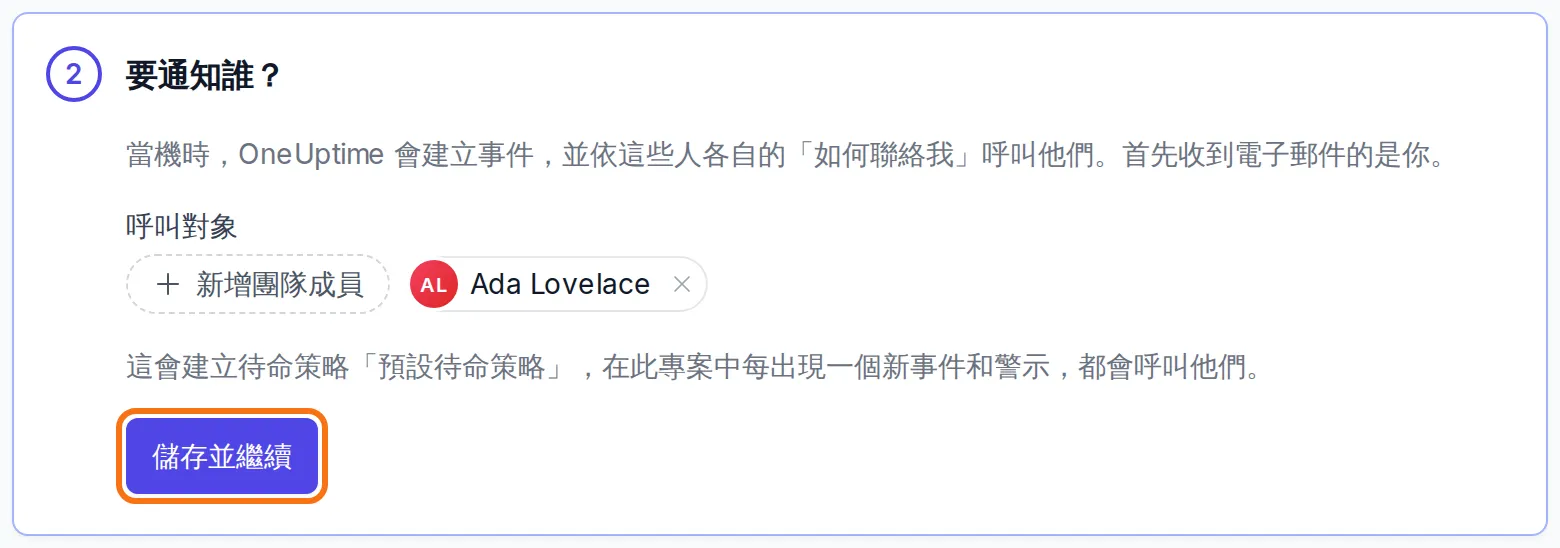 2
要通知誰？
當機時，OneUptime 會建立事件，並依這些人各自的「如何聯絡我」呼叫他們。首先收到電子郵件的是你。
呼叫對象
新增團隊成員
AL Ada Lovelace
這會建立待命策略「預設待命策略」，在此專案中每出現一個新事件和警示，都會呼叫他們。
儲存並繼續